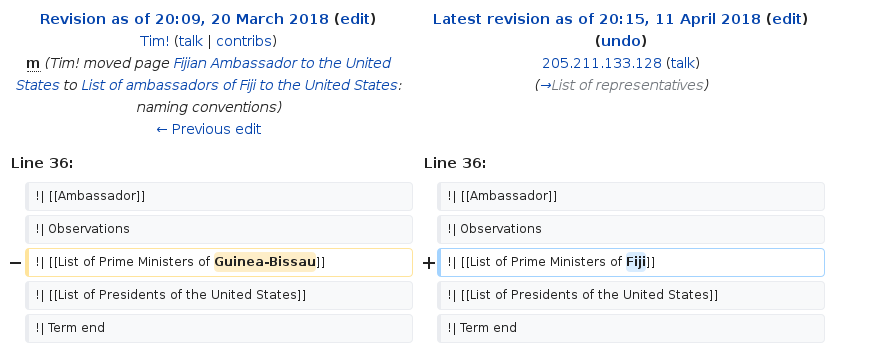 Revision as of 20:09, 20 March 2018 (edit)
Tim! (talk | contribs)
m (Tim! moved page Fijian Ambassador to the United
States to List of ambassadors of Fiji to the United States:
naming conventions)
← Previous edit
Latest revision as of 20:15, 11 April 2018 (edit)
(undo)
205.211.133.128 (talk)
(→List of representatives)
Line 36:
Line 36:
!| [[Ambassador]]
!| [[Ambassador]]
!| Observations
!| Observations
− !| [[List of Prime Ministers of Guinea-Bissau]]
+ !| [[List of Prime Ministers of Fiji]]
!| [[List of Presidents of the United States]]
!| [[List of Presidents of the United States]]
!| Term end
!| Term end